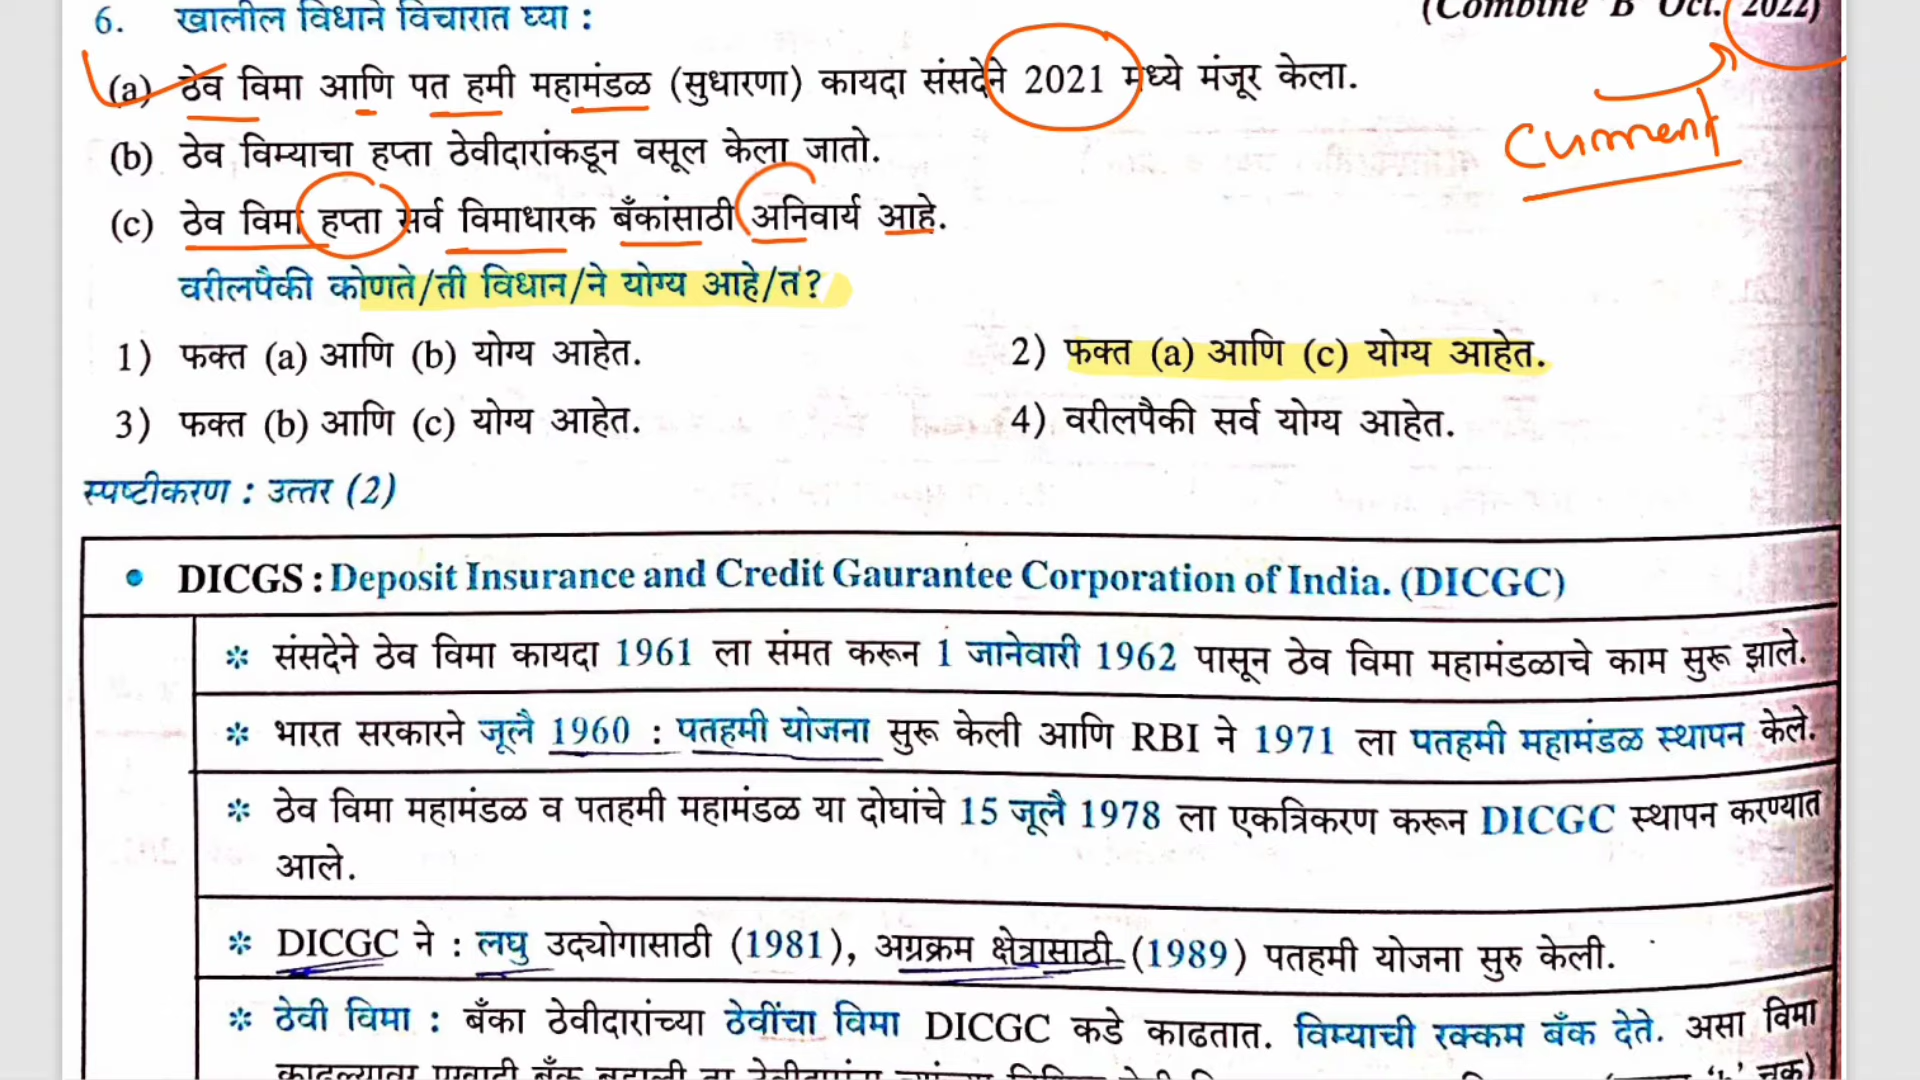 6. खालील विधाने विचारात घ्या : (Combine B Oct. 2022)
(a) ठेव विमा आणि पत हमी महामंडळ (सुधारणा) कायदा संसदेने 2021 मध्ये मंजूर केला.
current
(b) ठेव विम्याचा हप्ता ठेवीदारांकडून वसूल केला जातो.
(c) ठेव विमा हप्ता सर्व विमाधारक बँकांसाठी अनिवार्य आहे.
वरीलपैकी कोणते/ती विधान/ने योग्य आहे/त?
1) फक्त (a) आणि (b) योग्य आहेत. 2) फक्त (a) आणि (c) योग्य आहेत.
3) फक्त (b) आणि (c) योग्य आहेत. 4) वरीलपैकी सर्व योग्य आहेत.
स्पष्टीकरण : उत्तर (2)
• DICGS : Deposit Insurance and Credit Gaurantee Corporation of India. (DICGC)
* संसदेने ठेव विमा कायदा 1961 ला संमत करून 1 जानेवारी 1962 पासून ठेव विमा महामंडळाचे काम सुरू झाले.
* भारत सरकारने जूलै 1960 : पतहमी योजना सुरू केली आणि RBI ने 1971 ला पतहमी महामंडळ स्थापन केले.
* ठेव विमा महामंडळ व पतहमी महामंडळ या दोघांचे 15 जूलै 1978 ला एकत्रिकरण करून DICGC स्थापन करण्यात
आले.
* DICGC ने : लघु उद्योगासाठी (1981), अग्रक्रम क्षेत्रासाठी (1989) पतहमी योजना सुरु केली.
* ठेवी विमा : बँका ठेवीदारांच्या ठेवींचा विमा DICGC कडे काढतात. विम्याची रक्कम बँक देते. असा विमा